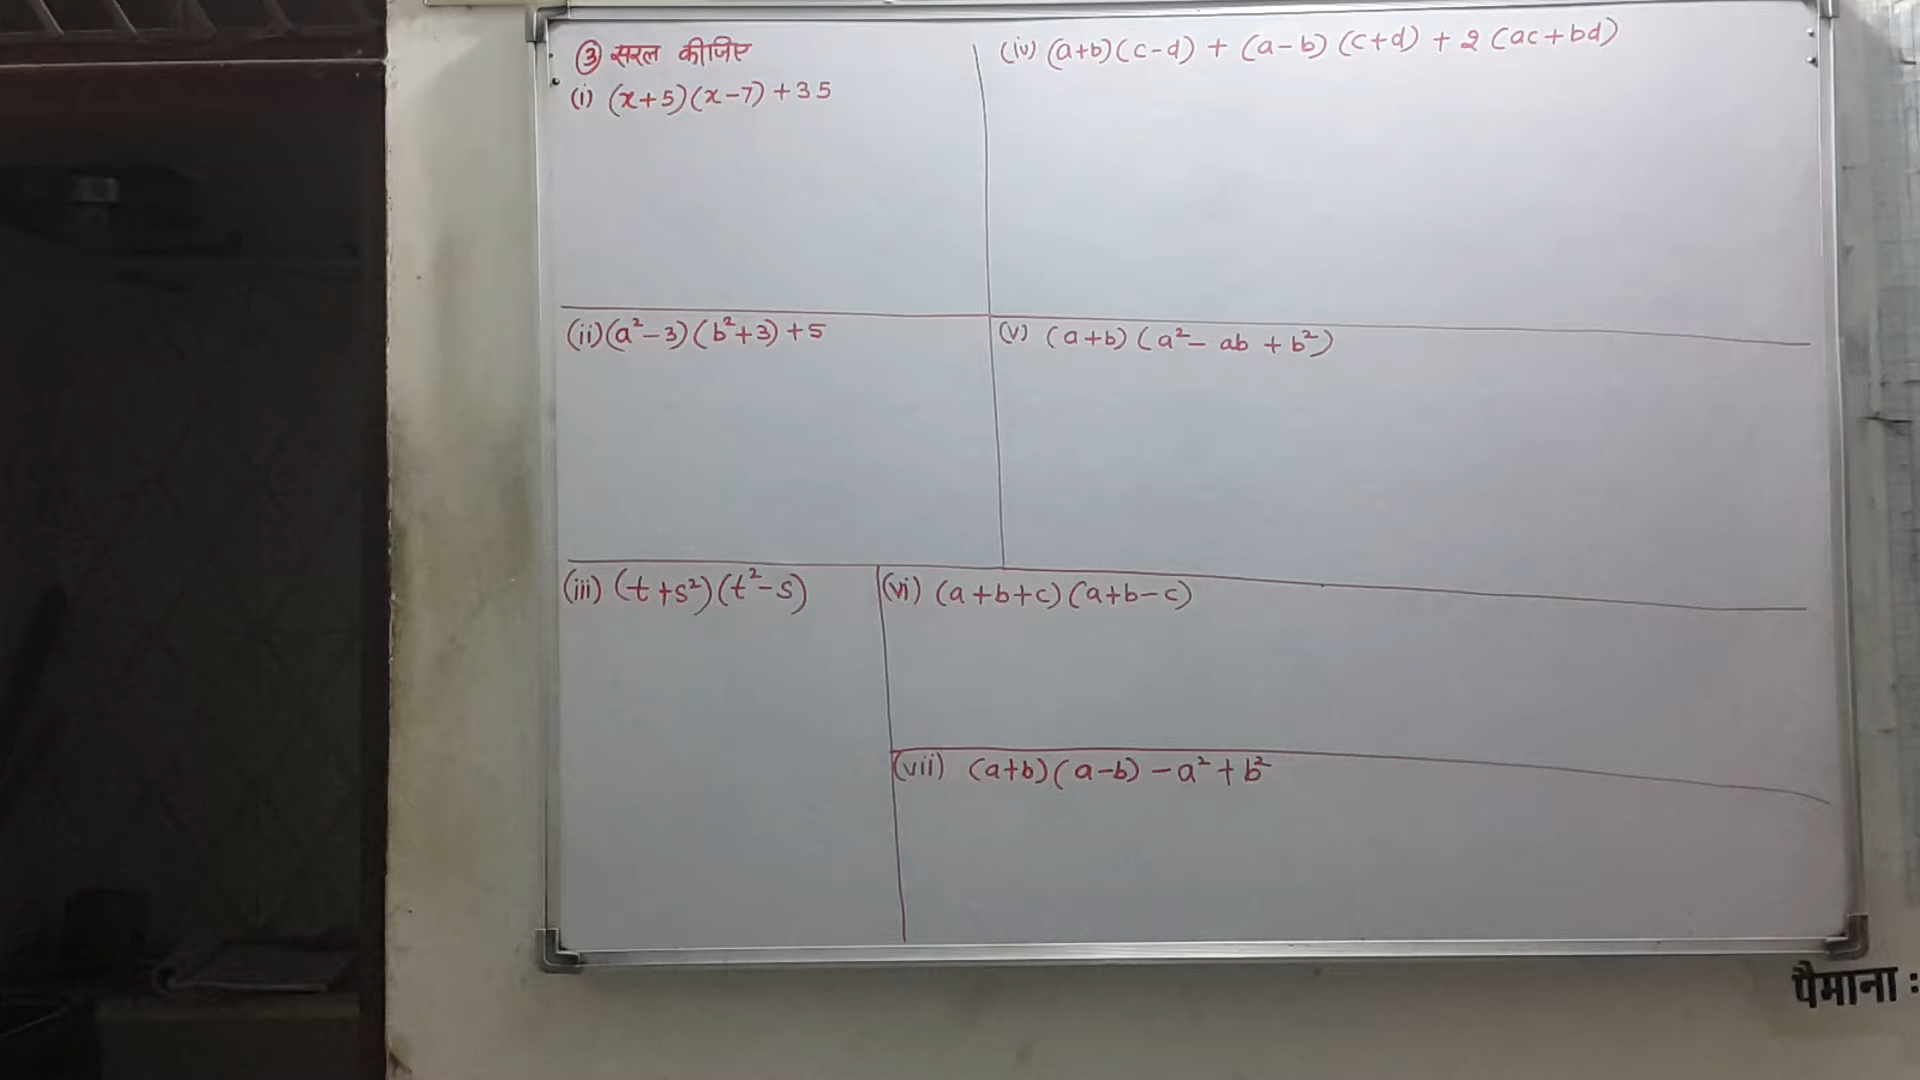 ③ सरल कीजिए
(i) (x+5)(x-7)+35
(ii) (a²-3)(b²+3)+5
(iii) (t+s²)(t²-s)
(iv) (a+b)(c-d) + (a-b)(c+d) + 2(ac+bd)
(v) (a+b)(a²-ab+b²)
(vi) (a+b+c)(a+b-c)
(vii) (a+b)(a-b)-a²+b²
पैमाना :